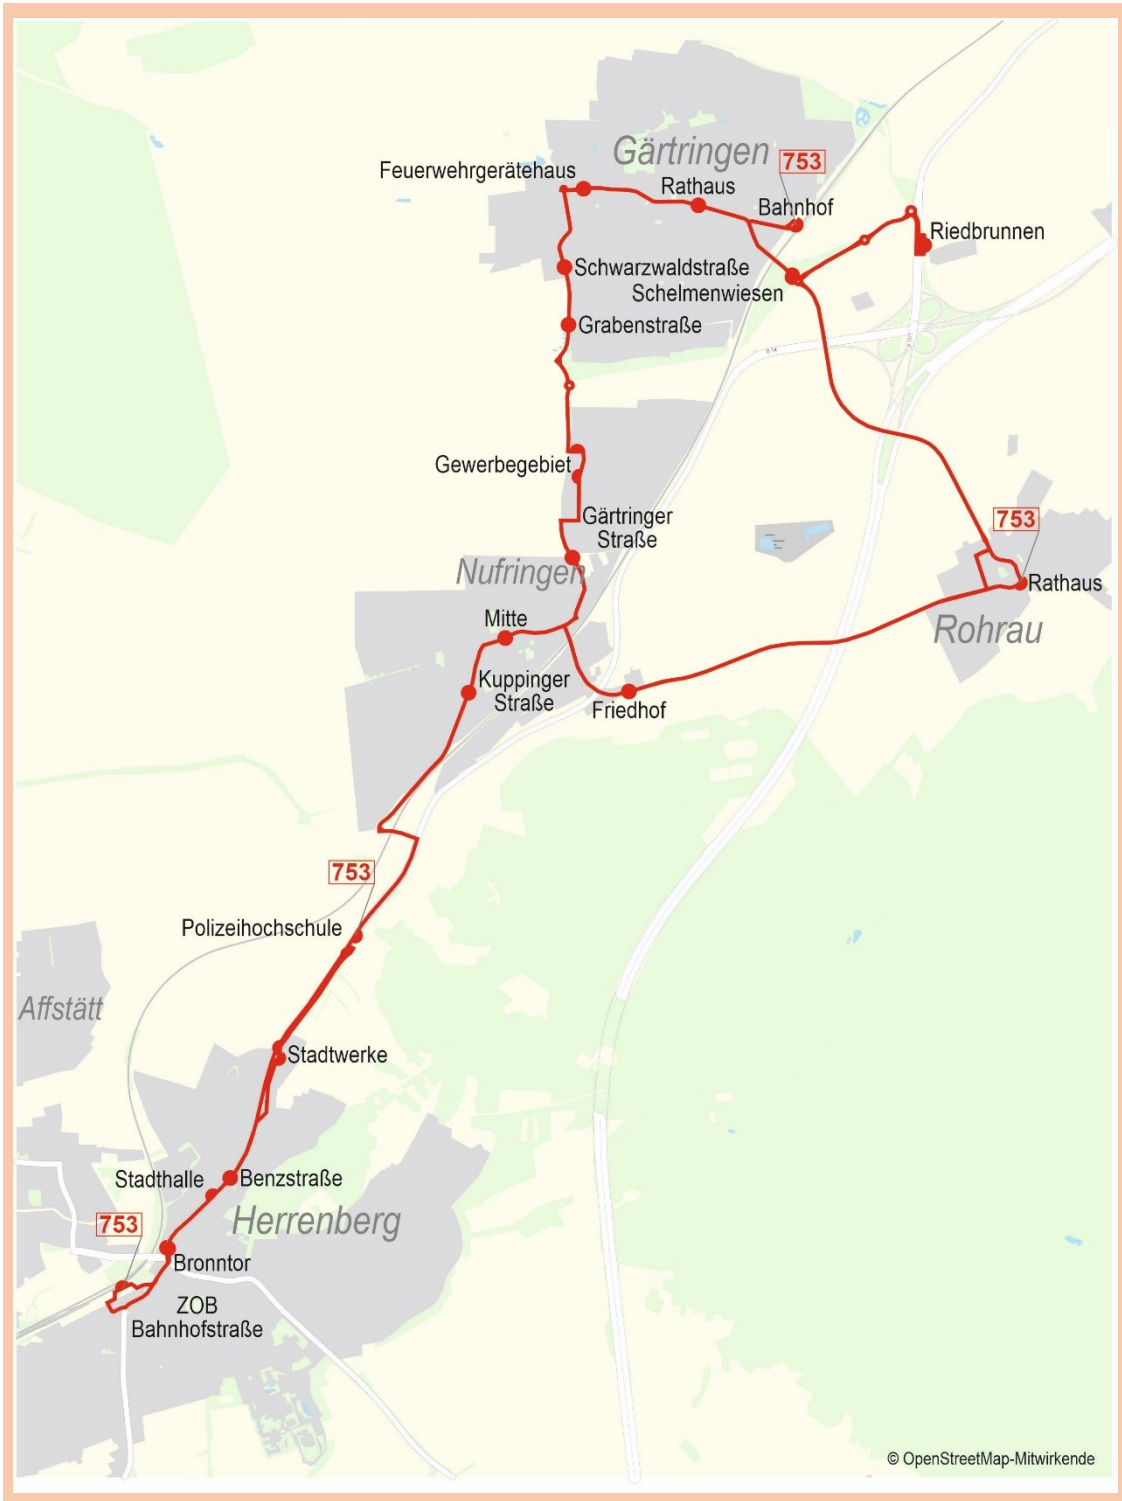 Gärtringen
753
Feuerwehrgerätehaus
Rathaus
Bahnhof
Riedbrunnen
Schwarzwaldstraße
Schelmenwiesen
Grabenstraße
Gewerbegebiet
Gärtringer
Straße
753
Nufringen
Rathaus
Mitte
Rohrau
Kuppinger
Straße
Friedhof
753
Polizeihochschule
Affstätt
Stadtwerke
Stadthalle
Benzstraße
753
Herrenberg
Bronntor
ZOB
Bahnhofstraße
© OpenStreetMap-Mitwirkende